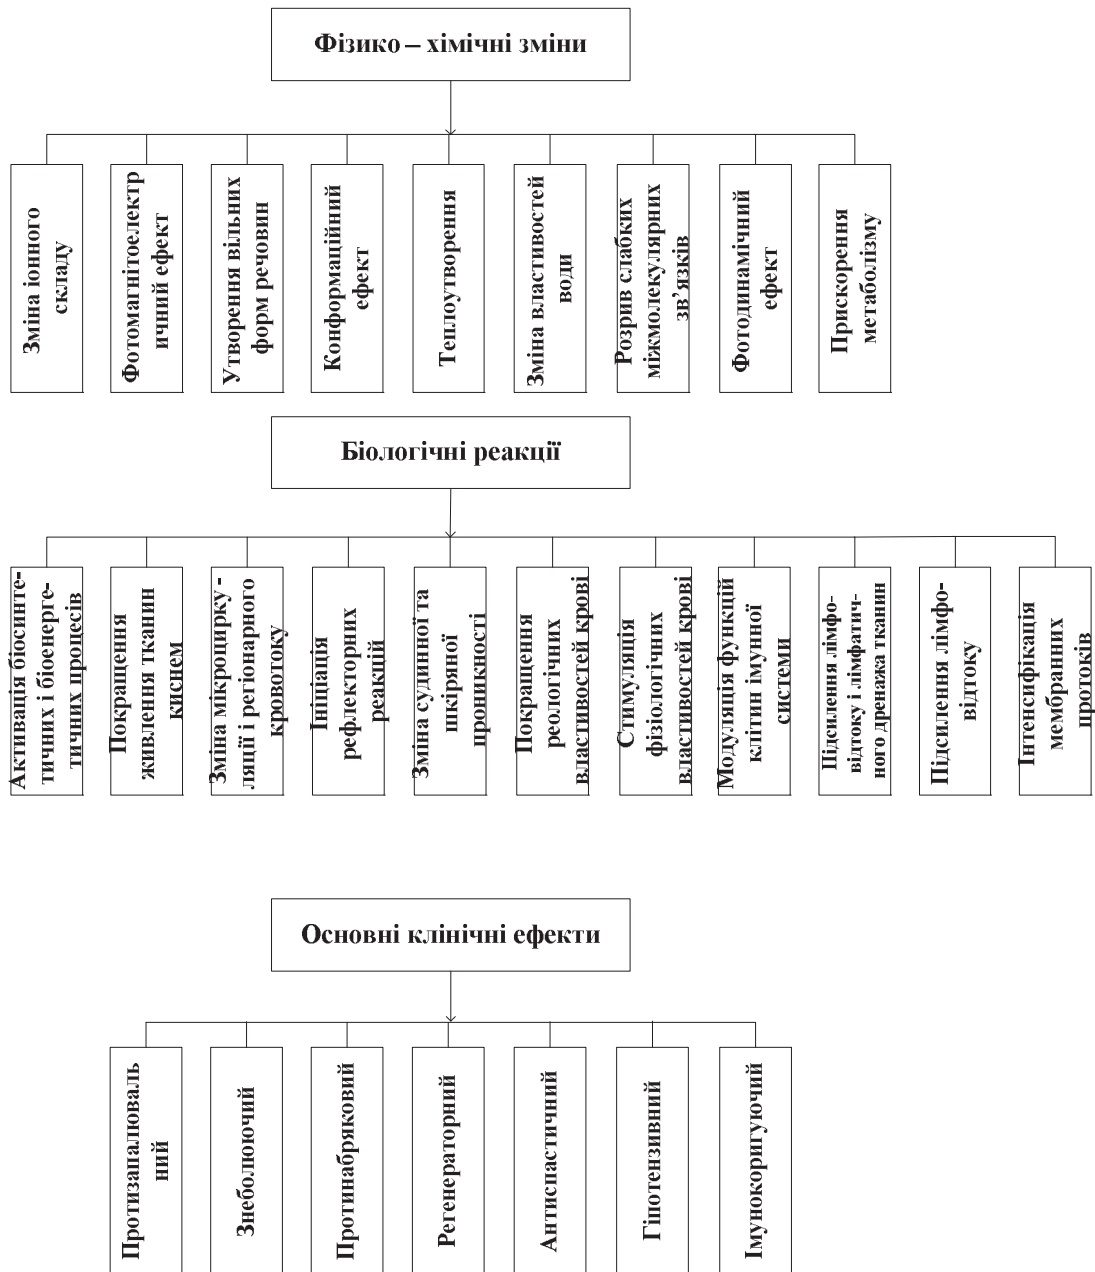 Фізико – хімічні зміни
Зміна іонного
складу
Фотомагнітоелектр
ичний ефект
Утворення вільних
форм речовин
Конформаційний
ефект
Теплоутворення
Зміна властивостей
води
Розрив слабких
міжмолекулярних
зв’язків
Фотодинамічний
ефект
Прискорення
метаболізму
Біологічні реакції
Активація біосинте-
тичних і біоенерге-
тичних процесів
Покращення
живлення тканин
киснем
Зміна мікроцирку-
ляції і регіонарного
кровотоку
Ініціація
рефлекторних
реакцій
Зміна судинної та
шкіряної
проникності
Покращення
реологічних
властивостей крові
Стимуляція
фізіологічних
властивостей крові
Модуляція функцій
клітин імунної
системи
Підсилення лімфо-
відтоку і лімфатич-
ного дренажа тканин
Підсилення лімфо-
відтоку
Інтенсифікація
мембранних
протоків
Основні клінічні ефекти
Протизапалюваль
ний
Знеболюючий
Протинабряковий
Регенераторний
Антиспастичний
Гіпотензивний
Імунокоригуючий